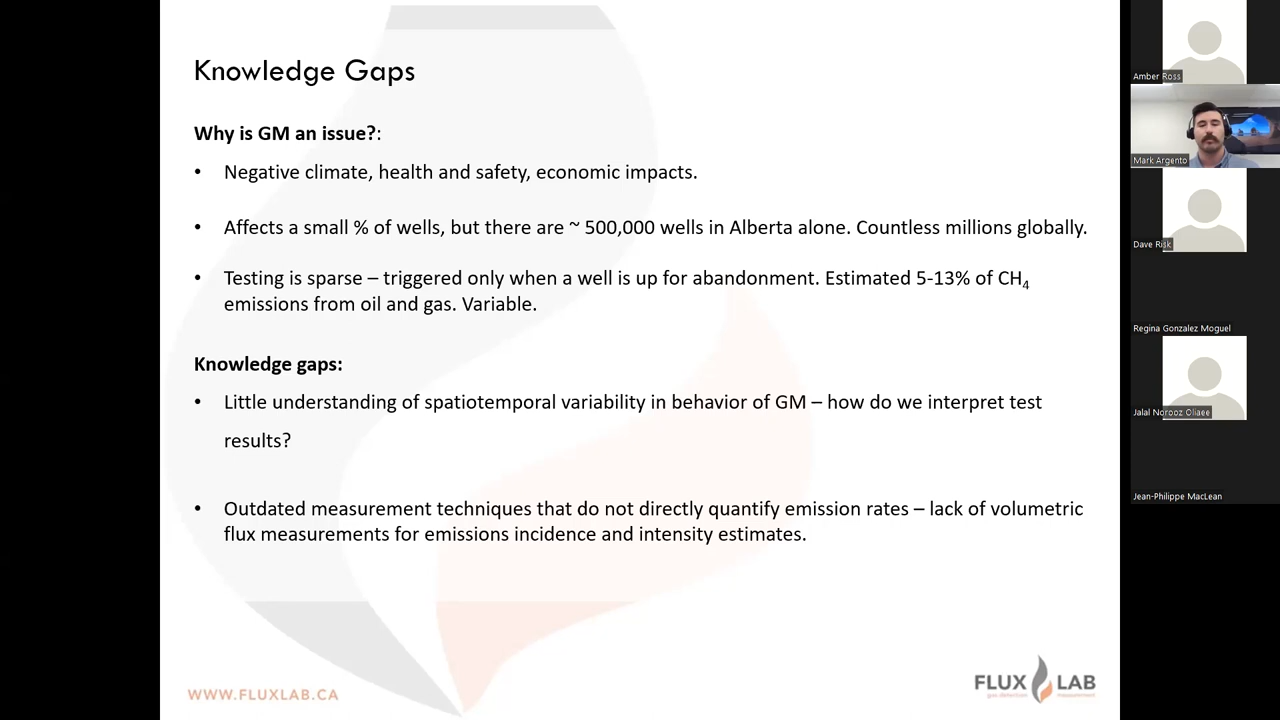 Knowledge Gaps
Why is GM an issue?:
• Negative climate, health and safety, economic impacts.
• Affects a small % of wells, but there are ~ 500,000 wells in Alberta alone. Countless millions globally.
• Testing is sparse – triggered only when a well is up for abandonment. Estimated 5-13% of CH₄
emissions from oil and gas. Variable.
Knowledge gaps:
• Little understanding of spatiotemporal variability in behavior of GM – how do we interpret test
results?
• Outdated measurement techniques that do not directly quantify emission rates – lack of volumetric
flux measurements for emissions incidence and intensity estimates.
WWW.FLUXLAB.CA
FLUX LAB
gas detection measurement
Amber Ross
Mark Argento
Dave Risk
Regina Gonzalez Moguel
Jalal Norooz Oliaee
Jean-Philippe MacLean